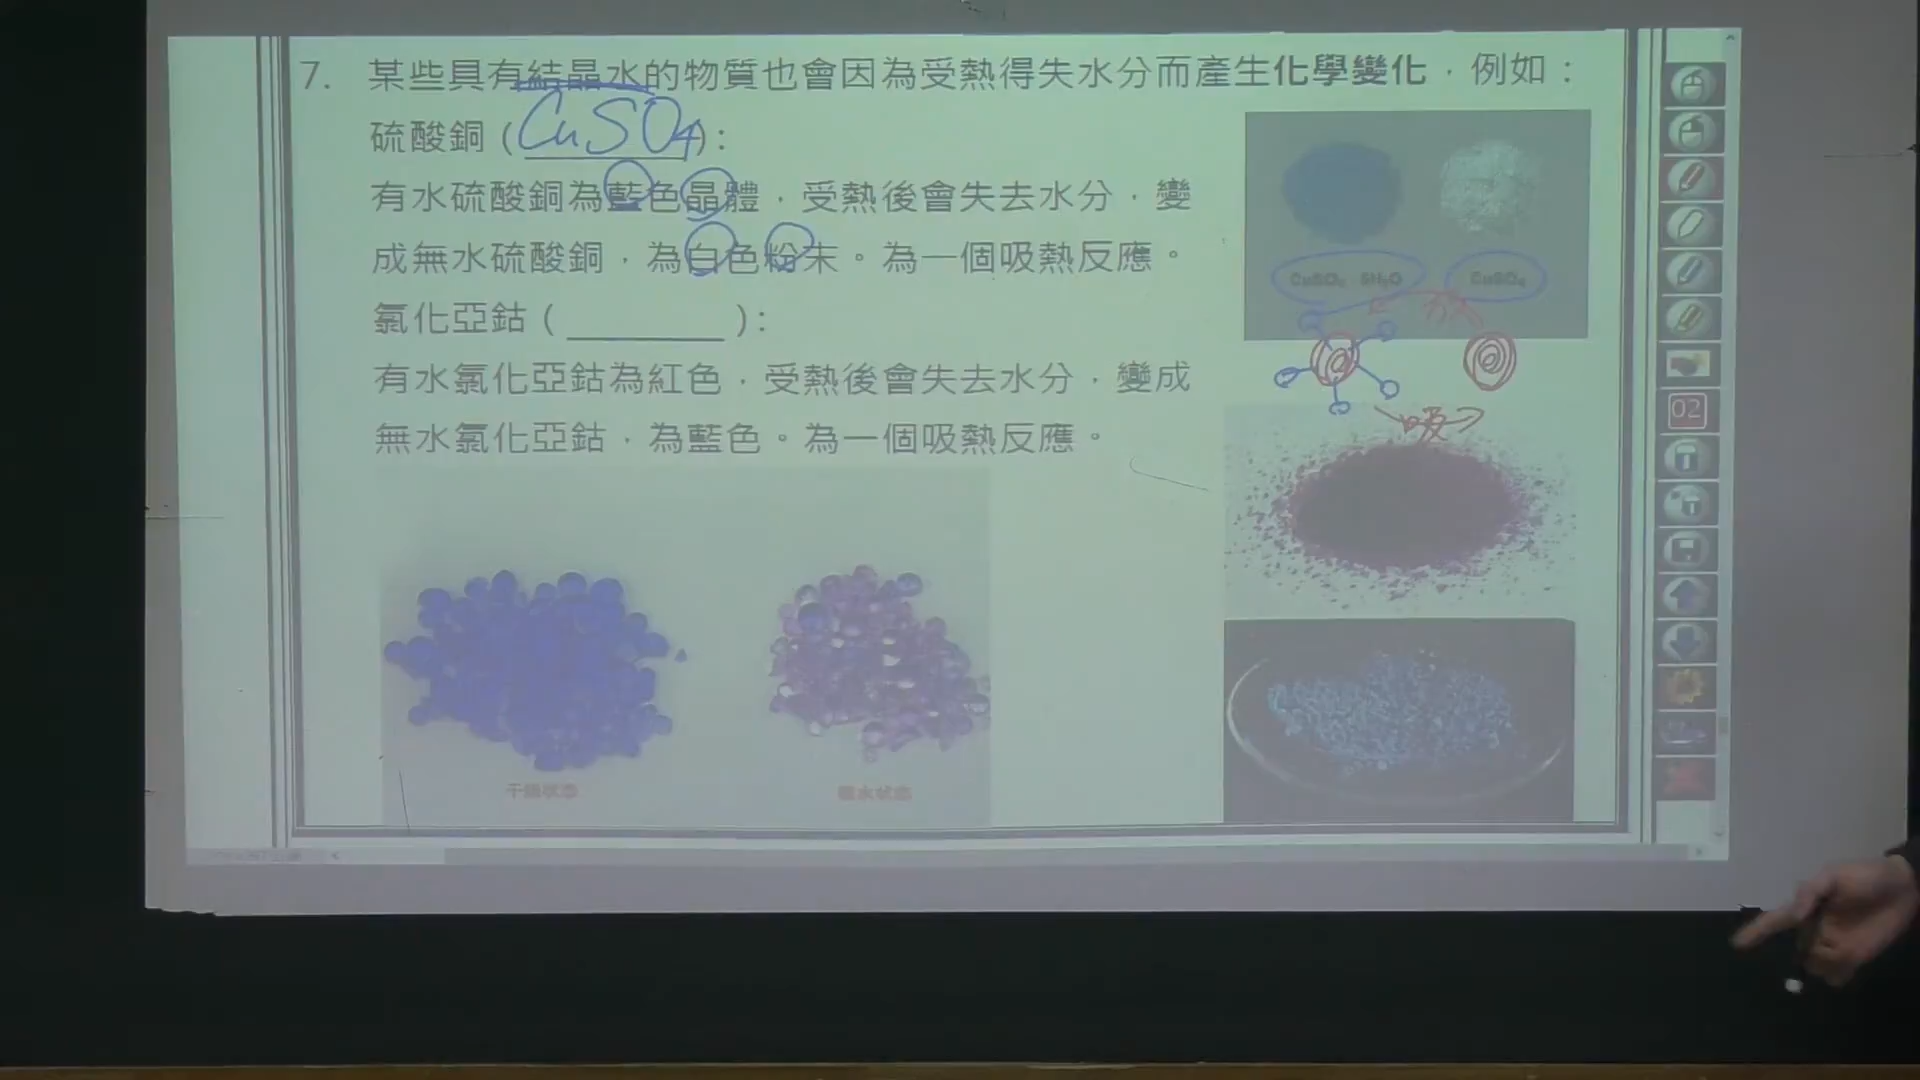 7. 某些具有結晶水的物質也會因為受熱得失水分而產生化學變化，例如：
硫酸銅 ( CuSO4 ):
有水硫酸銅為藍色晶體，受熱後會失去水分，變
成無水硫酸銅，為白色粉末。為一個吸熱反應。
氯化亞鈷 ( ________ ):
有水氯化亞鈷為紅色，受熱後會失去水分，變成
無水氯化亞鈷，為藍色。為一個吸熱反應。
CuSO4 5H2O
CuSO4
放
吸
02